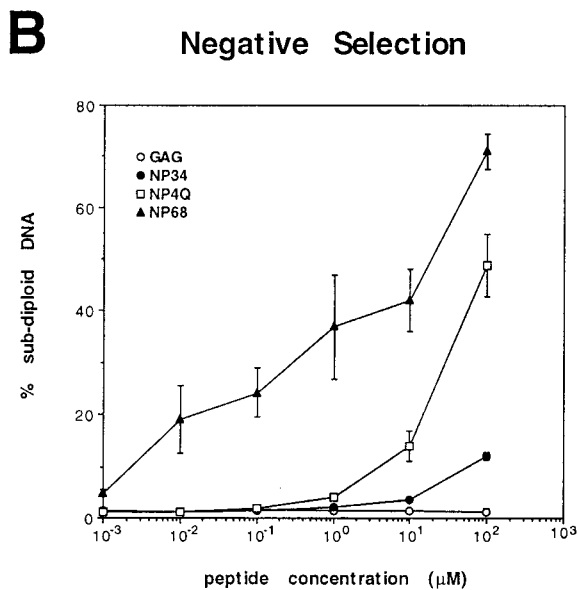 B
Negative Selection
80
60
40
20
0
% sub-diploid DNA
GAG
NP34
NP4Q
NP68
10-3 10-2 10-1 100 101 102 103
peptide concentration (μM)